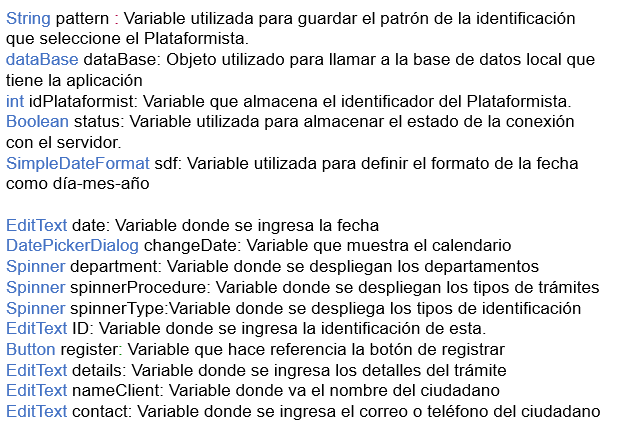 String pattern : Variable utilizada para guardar el patrón de la identificación
que seleccione el Plataformista.
dataBase dataBase: Objeto utilizado para llamar a la base de datos local que
tiene la aplicación
int idPlataformist: Variable que almacena el identificador del Plataformista.
Boolean status: Variable utilizada para almacenar el estado de la conexión
con el servidor.
SimpleDateFormat sdf: Variable utilizada para definir el formato de la fecha
como día-mes-año
EditText date: Variable donde se ingresa la fecha
DatePickerDialog changeDate: Variable que muestra el calendario
Spinner department: Variable donde se despliegan los departamentos
Spinner spinnerProcedure: Variable donde se despliegan los tipos de trámites
Spinner spinnerType:Variable donde se despliega los tipos de identificación
EditText ID: Variable donde se ingresa la identificación de esta.
Button register: Variable que hace referencia la botón de registrar
EditText details: Variable donde se ingresa los detalles del trámite
EditText nameClient: Variable donde va el nombre del ciudadano
EditText contact: Variable donde se ingresa el correo o teléfono del ciudadano